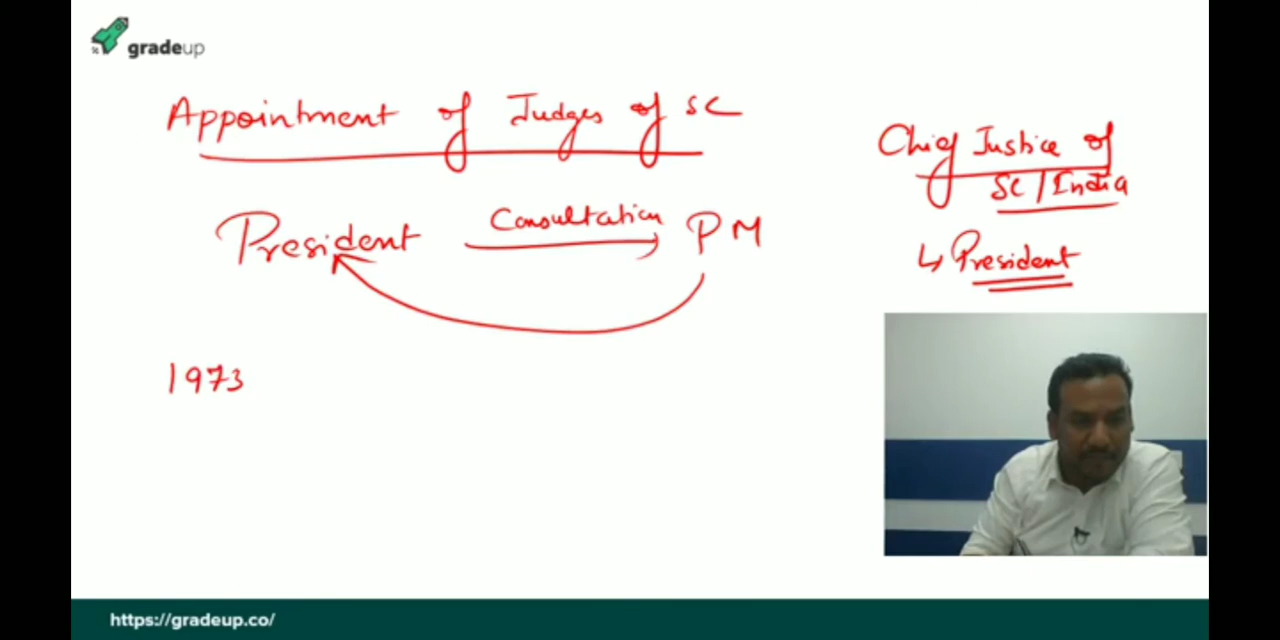 gradeup
Appointment of Judges of SC
Chief Justice of
SC/India
President
Consultation
PM
↳ President
1973
https://gradeup.co/